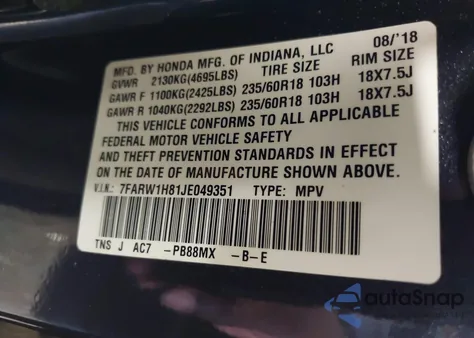 MFD. BY HONDA MFG. OF INDIANA, LLC 08/'18
GVWR 2130KG(4695LBS) TIRE SIZE RIM SIZE
GAWR F 1100KG(2425LBS) 235/60R18 103H 18X7.5J
GAWR R 1040KG(2292LBS) 235/60R18 103H 18X7.5J
THIS VEHICLE CONFORMS TO ALL APPLICABLE
FEDERAL MOTOR VEHICLE SAFETY
AND THEFT PREVENTION STANDARDS IN EFFECT
ON THE DATE OF MANUFACTURE SHOWN ABOVE.
V.I.N.: 7FARW1H81JE049351 TYPE: MPV
TNS J AC7 -PB88MX -B-E
autoSnap